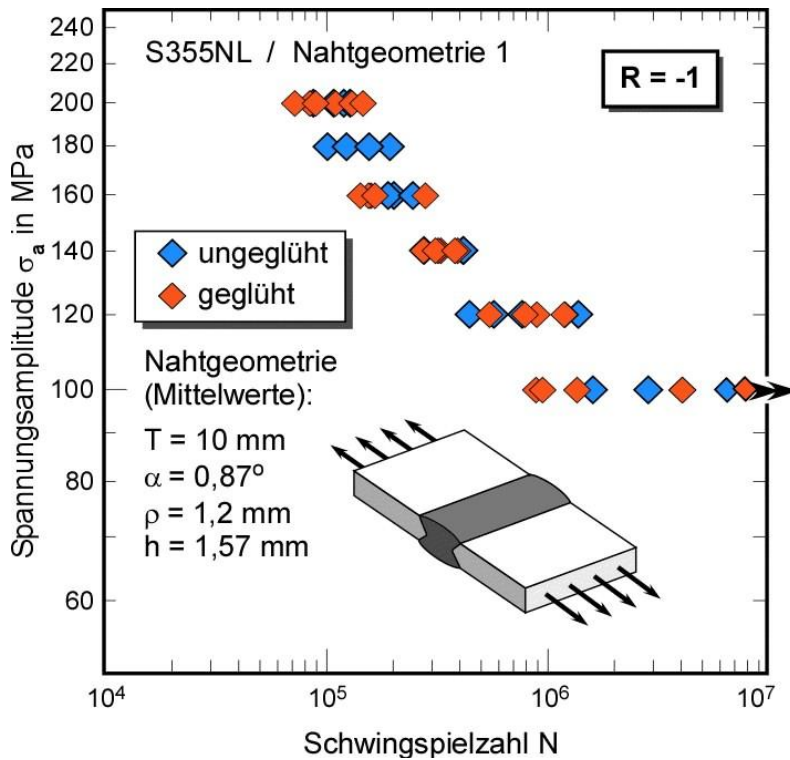 240
220
200
180
160
140
120
100
80
60
Spannungsamplitude σa in MPa
S355NL / Nahtgeometrie 1
R = -1
ungeglüht
geglüht
Nahtgeometrie
(Mittelwerte):
T = 10 mm
α = 0,87º
ρ = 1,2 mm
h = 1,57 mm
10⁴ 10⁵ 10⁶ 10⁷
Schwingspielzahl N